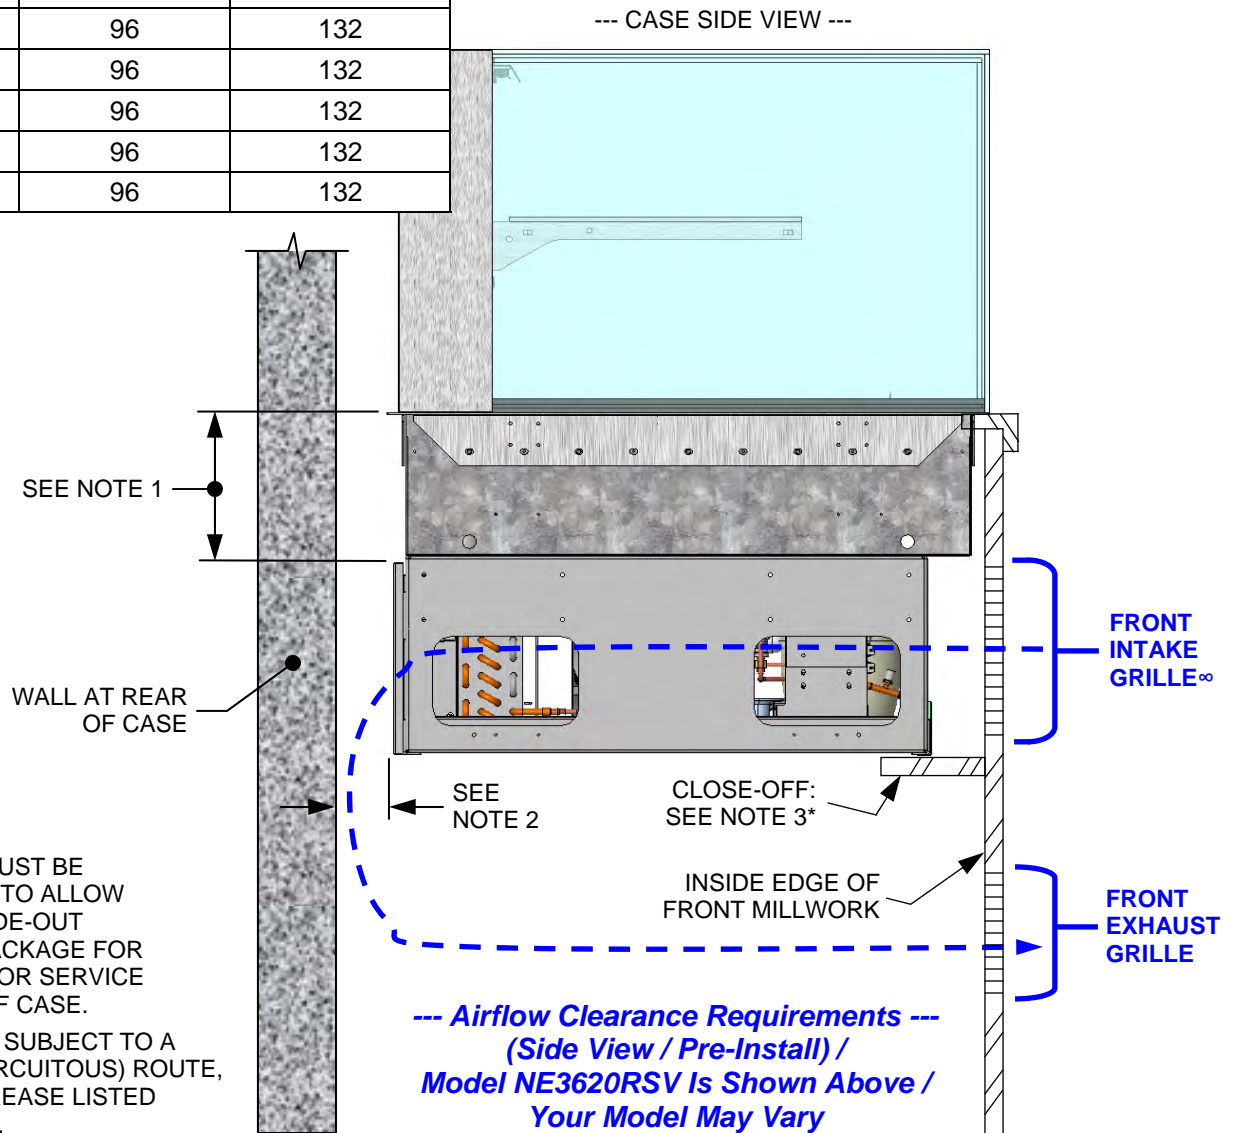 --- CASE SIDE VIEW ---
96 132
96 132
96 132
96 132
96 132
SEE NOTE 1
WALL AT REAR
OF CASE
SEE
NOTE 2
CLOSE-OFF:
SEE NOTE 3*
INSIDE EDGE OF
FRONT MILLWORK
FRONT
INTAKE
GRILLE∞
FRONT
EXHAUST
GRILLE
UST BE
TO ALLOW
DE-OUT
ACKAGE FOR
OR SERVICE
F CASE.
SUBJECT TO A
RCUITOUS) ROUTE,
REASE LISTED
--- Airflow Clearance Requirements ---
(Side View / Pre-Install) /
Model NE3620RSV Is Shown Above /
Your Model May Vary